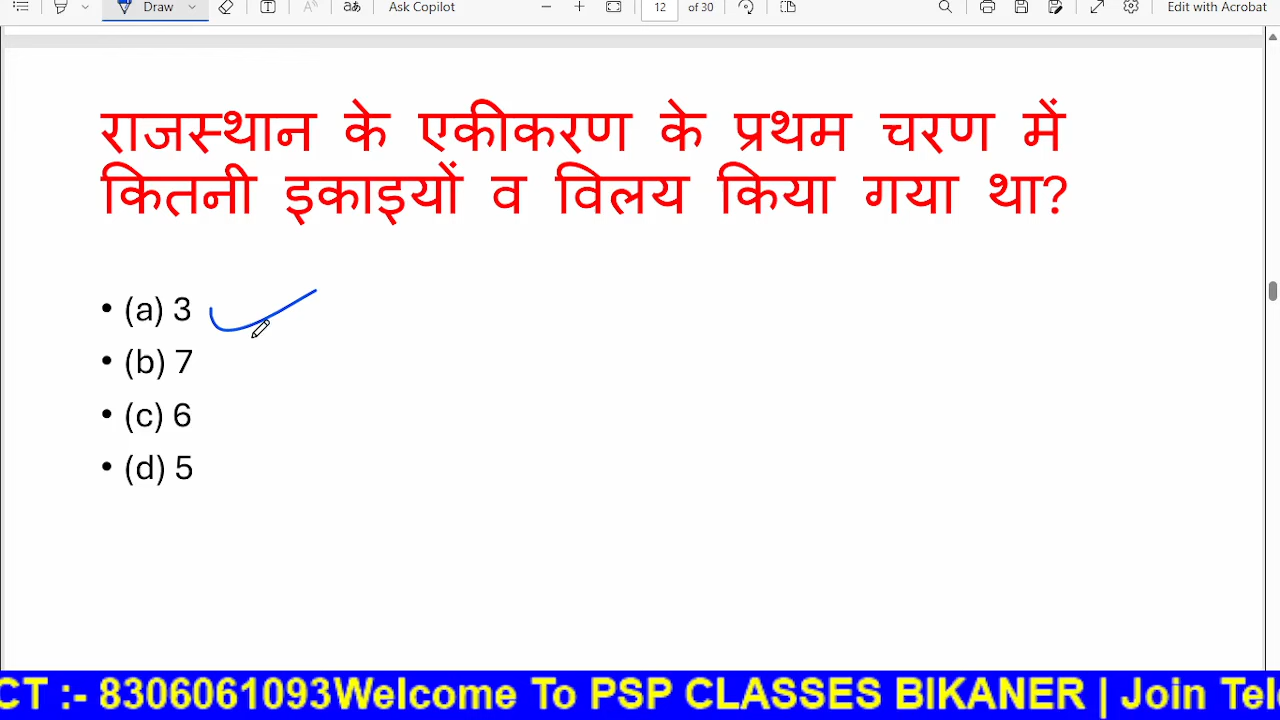 Draw
Ask Copilot
12 of 30
Edit with Acrobat
राजस्थान के एकीकरण के प्रथम चरण में
कितनी इकाइयों व विलय किया गया था?
• (a) 3
• (b) 7
• (c) 6
• (d) 5
CT :- 8306061093Welcome To PSP CLASSES BIKANER | Join Tel